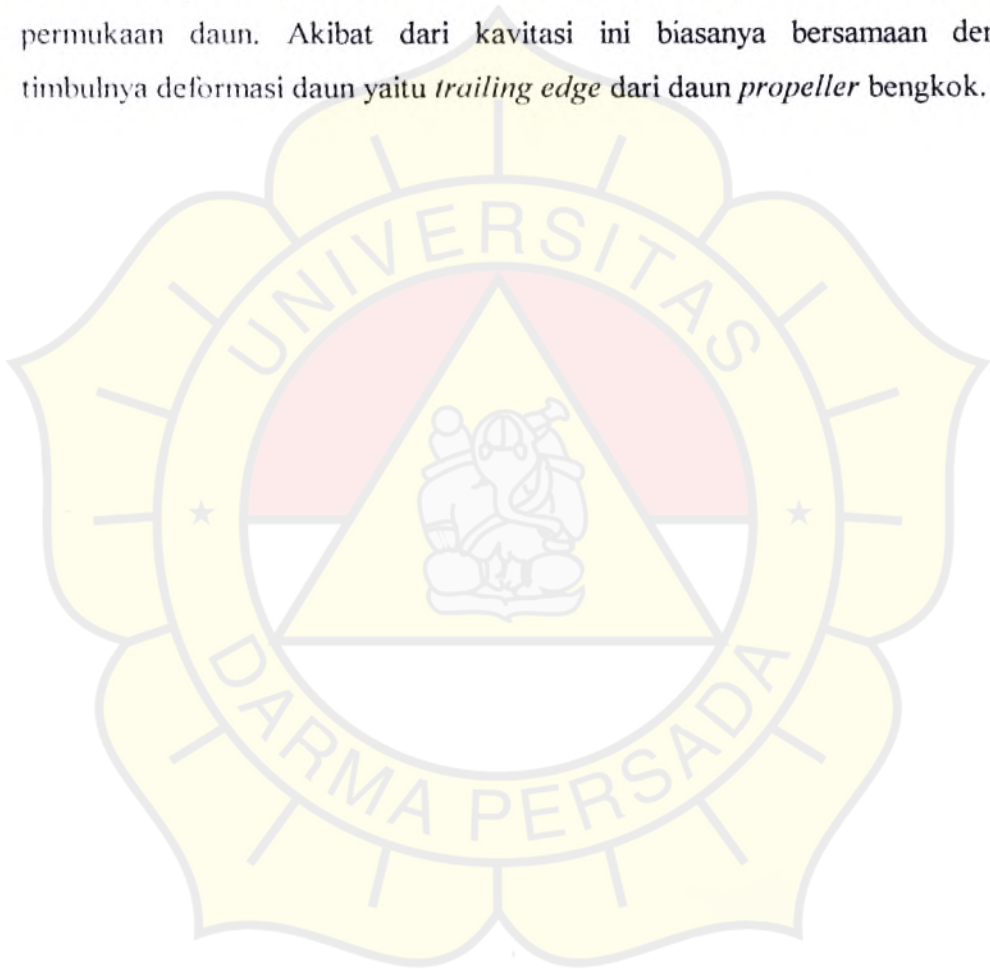 permukaan daun. Akibat dari kavitasi ini biasanya bersamaan
timbulnya deformasi daun yaitu trailing edge dari daun propeller bengkok.
UNIVERSITAS
DARMA PERSADA